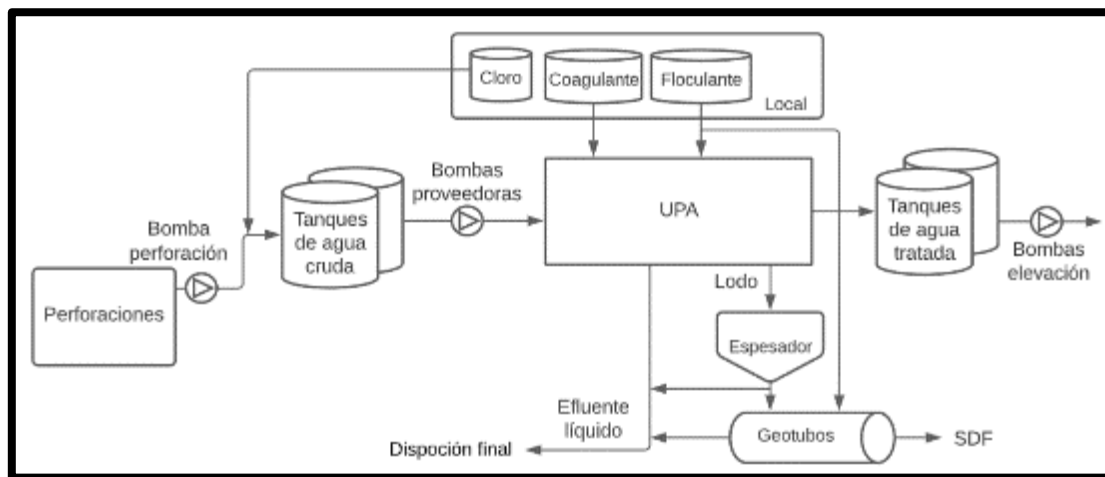 Cloro
Coagulante
Floculante
Local
Bombas
proveedoras
UPA
Tanques
de agua
cruda
Tanques
de agua
tratada
Bomba
perforación
Bombas
elevación
Perforaciones
Lodo
Espesador
Efluente
líquido
Geotubos
SDF
Dispoción final